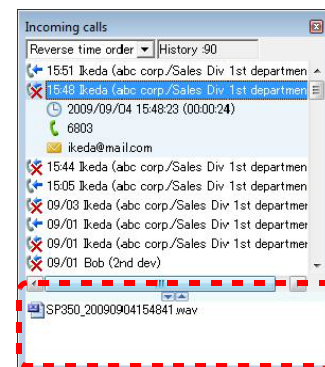 Incoming calls
Reverse time order History :90
15:51 Ikeda (abc corp./Sales Div 1st departmen
15:48 Ikeda (abc corp./Sales Div 1st departmen
2009/09/04 15:48:23 (00:00:24)
6803
ikeda@mail.com
15:44 Ikeda (abc corp./Sales Div 1st departmen
15:05 Ikeda (abc corp./Sales Div 1st departmen
09/03 Ikeda (abc corp./Sales Div 1st departmer
09/01 Ikeda (abc corp./Sales Div 1st departmer
09/01 Ikeda (abc corp./Sales Div 1st departmer
09/01 Bob (2nd dev)
SP350_20090904154841.wav